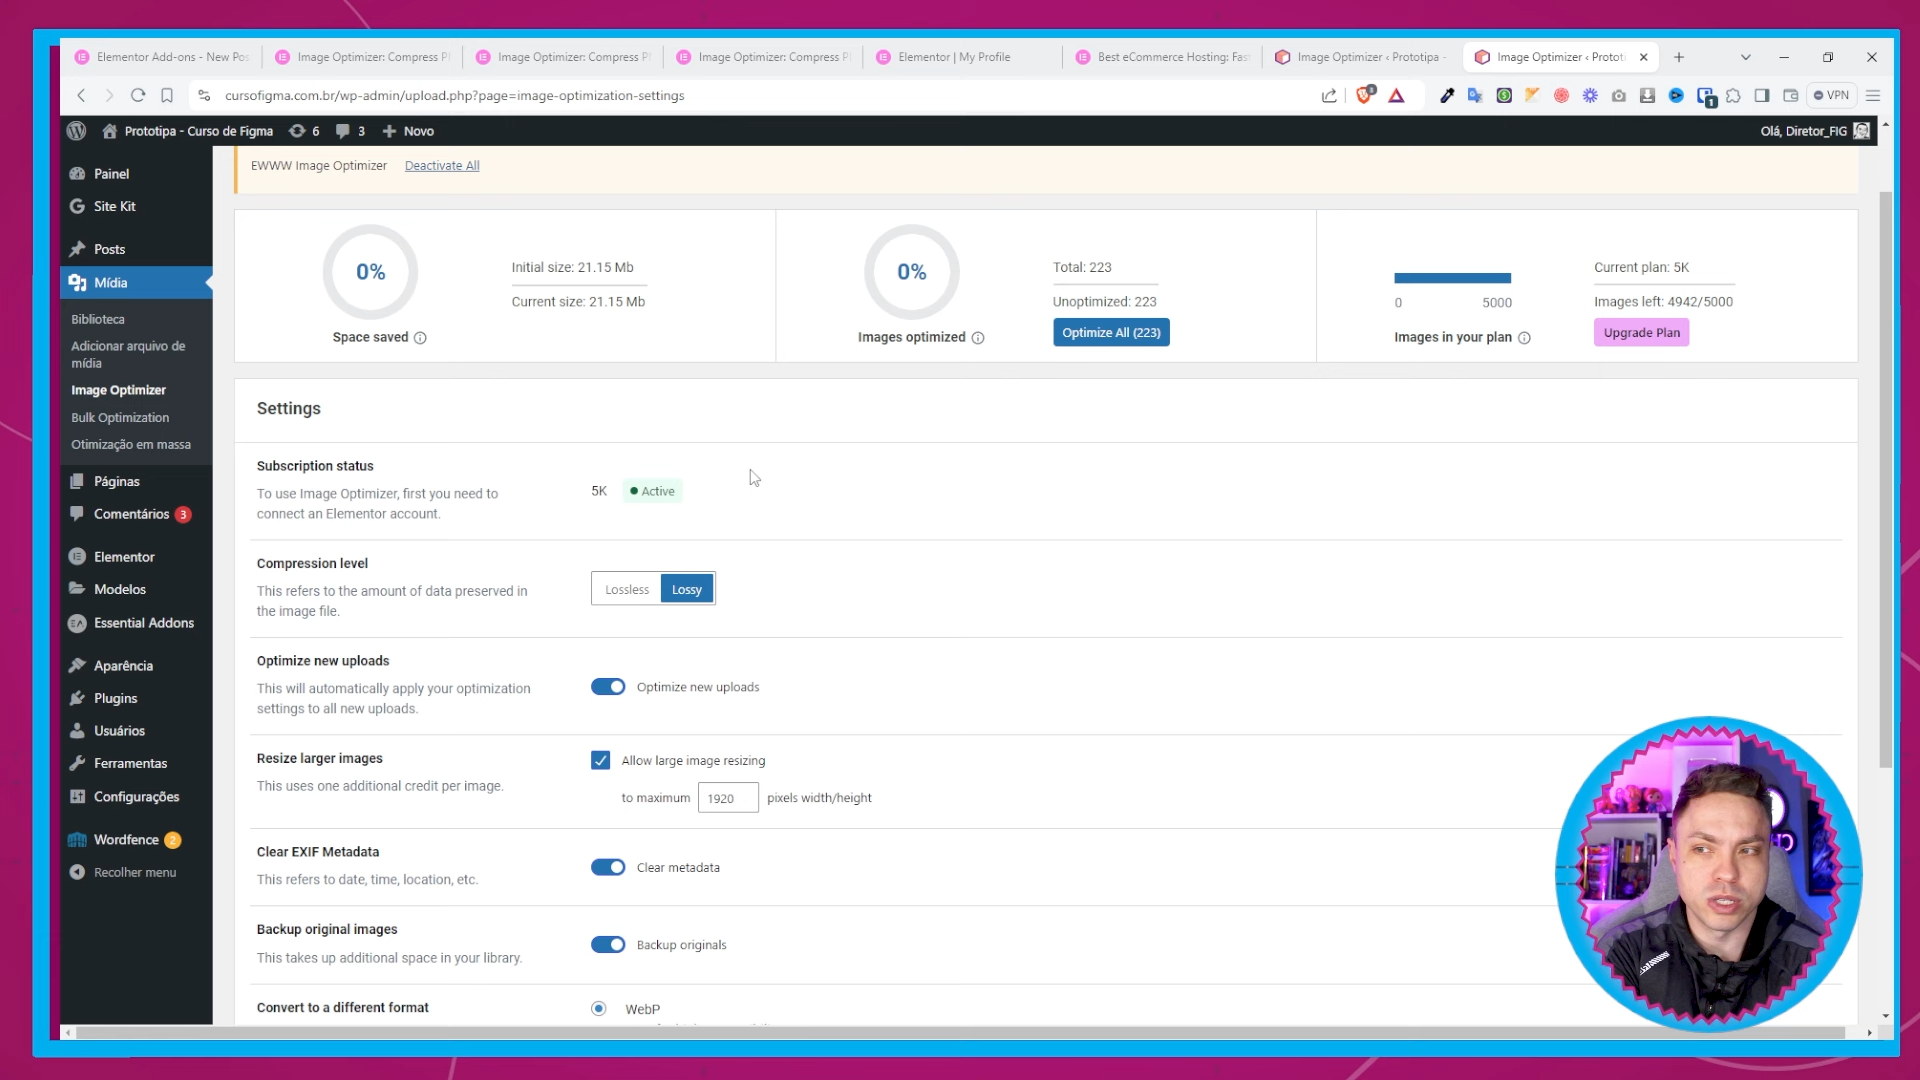 Elementor Add-ons - New Pos
Image Optimizer: Compress Pl
Image Optimizer: Compress Pl
Image Optimizer: Compress Pl
Elementor | My Profile
Best eCommerce Hosting: Fast
Image Optimizer ‹ Prototipa -
Image Optimizer ‹ Prototi
cursofigma.com.br/wp-admin/upload.php?page=image-optimization-settings
8
1
VPN
Prototipa - Curso de Figma
6
3
Novo
Olá, Diretor_FIG
Painel
Site Kit
Posts
Mídia
Biblioteca
Adicionar arquivo de
mídia
Image Optimizer
Bulk Optimization
Otimização em massa
Páginas
Comentários 3
Elementor
Modelos
Essential Addons
Aparência
Plugins
Usuários
Ferramentas
Configurações
Wordfence 2
Recolher menu
EWWW Image Optimizer Deactivate All
0%
Space saved
Initial size: 21.15 Mb
Current size: 21.15 Mb
0%
Images optimized
Total: 223
Unoptimized: 223
Optimize All (223)
0 5000
Images in your plan
Current plan: 5K
Images left: 4942/5000
Upgrade Plan
Settings
Subscription status
To use Image Optimizer, first you need to
connect an Elementor account.
5K Active
Compression level
This refers to the amount of data preserved in
the image file.
Lossless Lossy
Optimize new uploads
This will automatically apply your optimization
settings to all new uploads.
Optimize new uploads
Resize larger images
This uses one additional credit per image.
Allow large image resizing
to maximum 1920 pixels width/height
Clear EXIF Metadata
This refers to date, time, location, etc.
Clear metadata
Backup original images
This takes up additional space in your library.
Backup originals
Convert to a different format
WebP